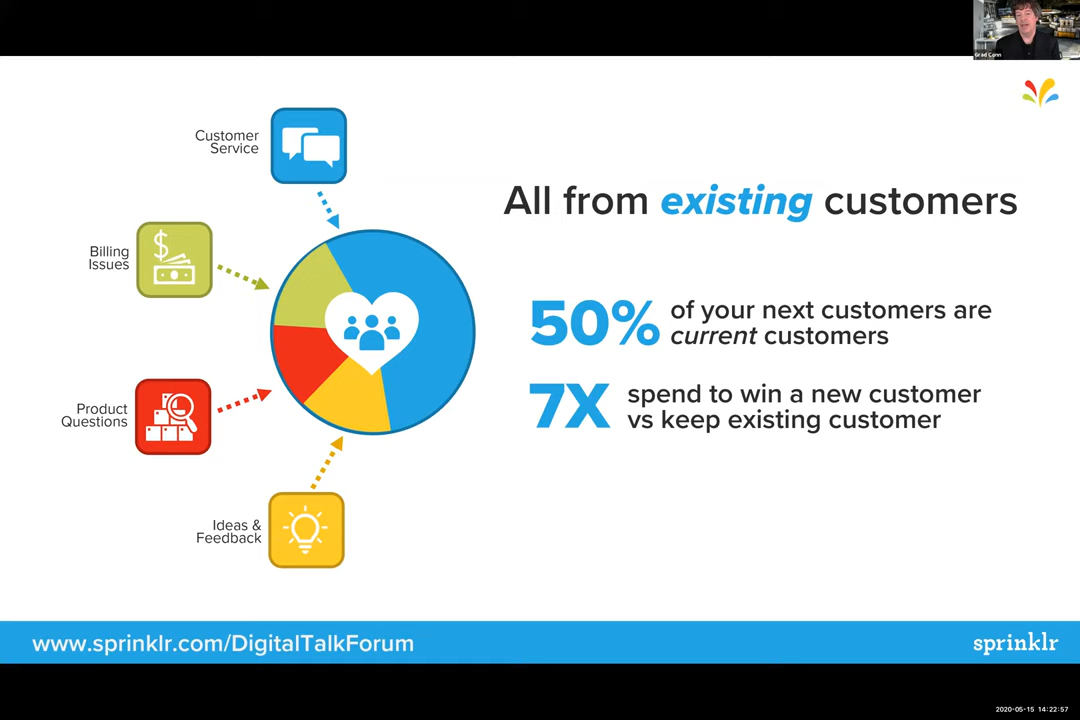 Grad Conn
Customer
Service
All from existing customers
Billing
Issues
$
50% of your next customers are
current customers
7X spend to win a new customer
vs keep existing customer
Product
Questions
Ideas &
Feedback
www.sprinklr.com/DigitalTalkForum
sprinklr
2020-05-15 14:22:57